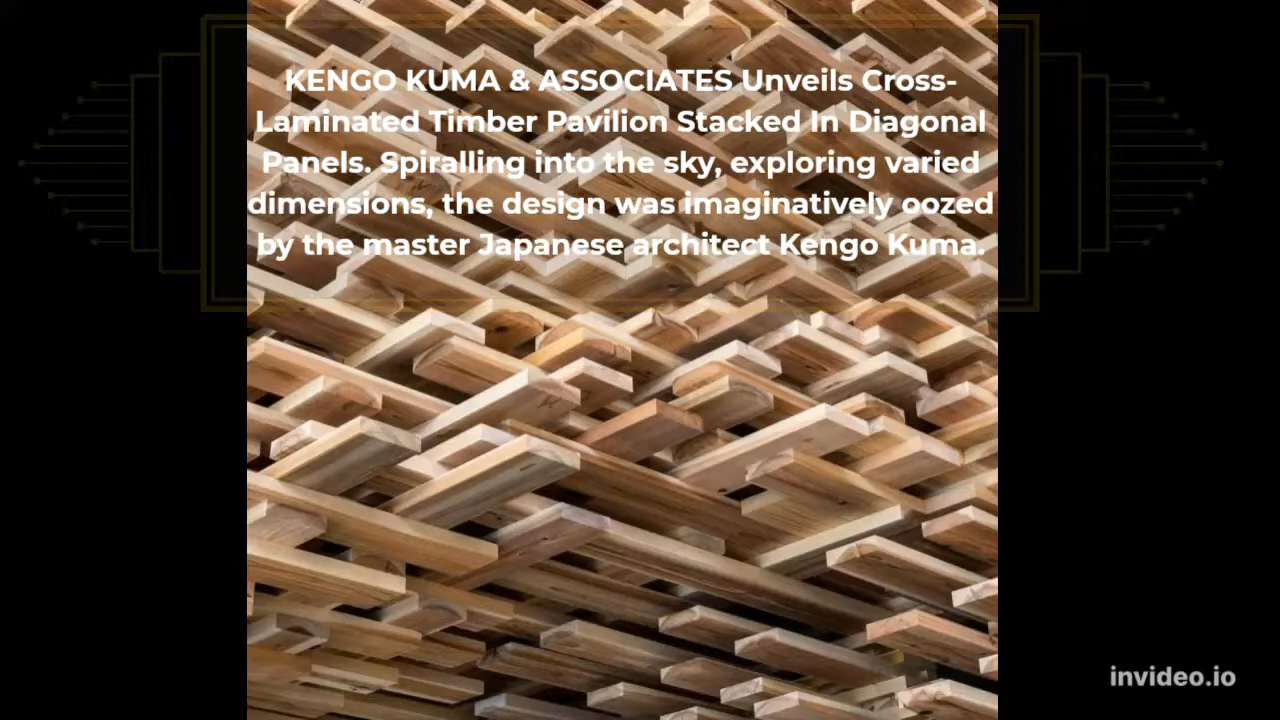 KENGO KUMA & ASSOCIATES Unveils Cross-
Laminated Timber Pavilion Stacked In Diagonal
Panels. Spiralling into the sky, exploring varied
dimensions, the design was imaginatively oozed
by the master Japanese architect Kengo Kuma.
invideo.io